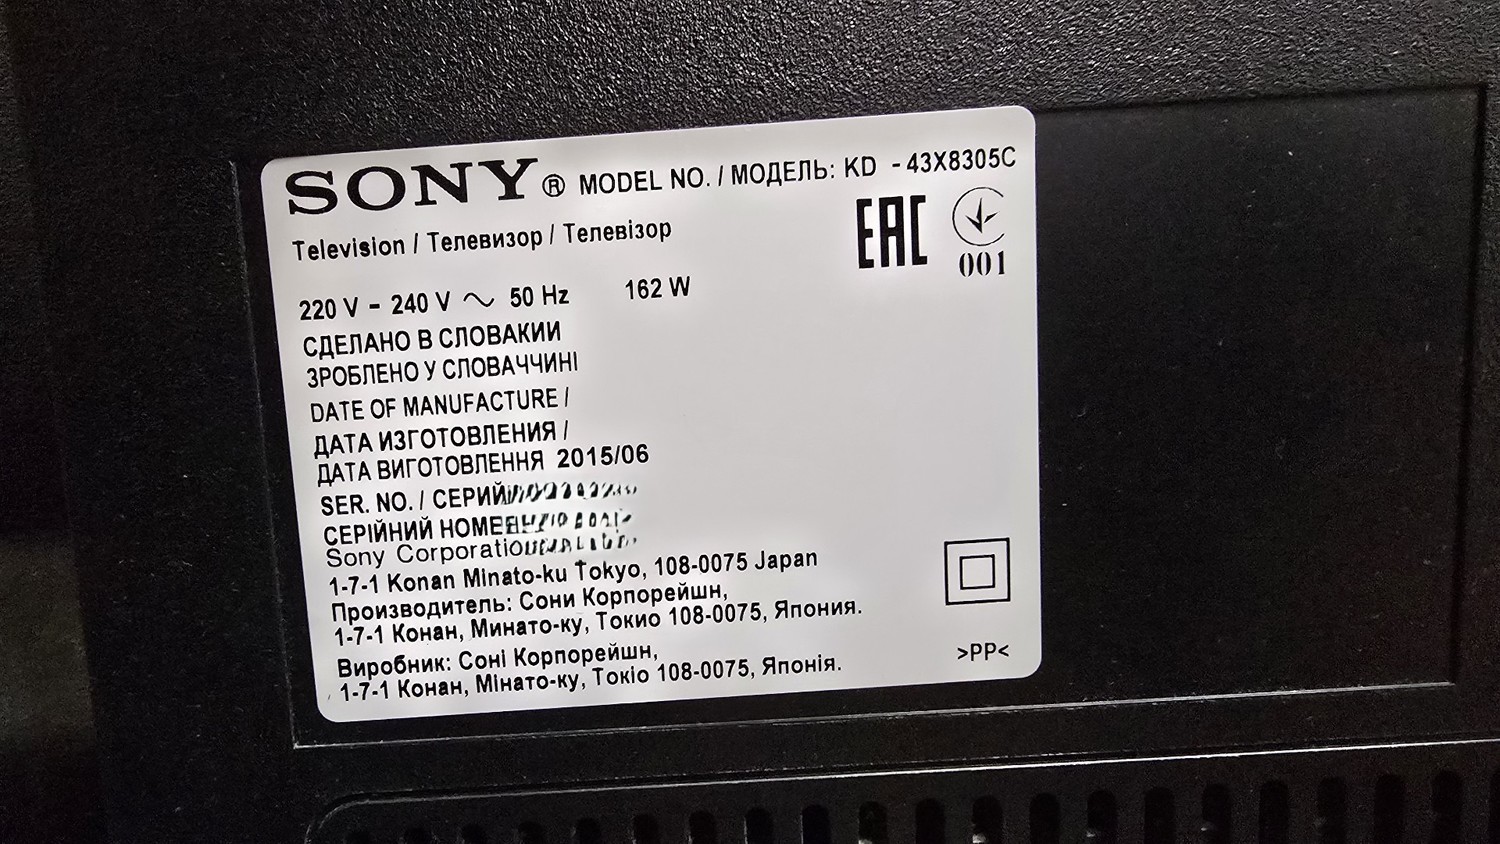 SONY® MODEL NO. / МОДЕЛЬ: KD - 43X8305C
Television / Телевизор / Телевізор
EAC
001
220 V - 240 V ~ 50 Hz 162 W
СДЕЛАНО В СЛОВАКИИ
ЗРОБЛЕНО У СЛОВАЧЧИНІ
DATE OF MANUFACTURE /
ДАТА ИЗГОТОВЛЕНИЯ /
ДАТА ВИГОТОВЛЕННЯ 2015/06
SER. NO. /
СЕРІЙНИЙ
Sony
1-7-1 Konan Minato-ku Tokyo, 108-0075 Japan
Производитель: Сони Корпорейшн,
1-7-1 Конан, Минато-ку, Токио 108-0075, Япония.
Виробник: Соні Корпорейшн,
1-7-1 Конан, Мінато-ку, Токіо 108-0075, Японія.
>PP<